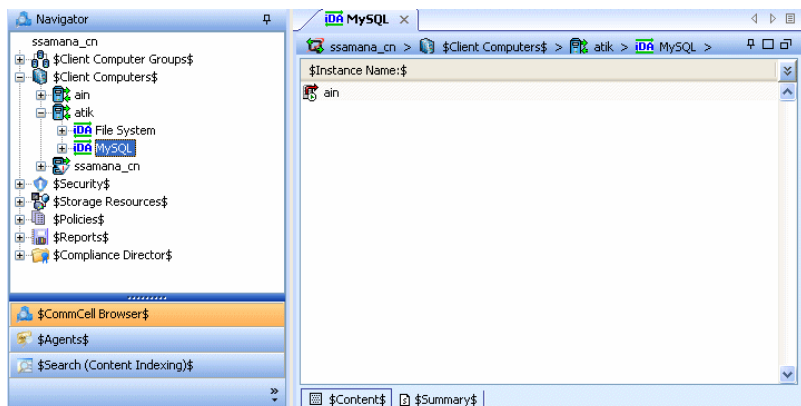 Navigator
ssamana_cn
$Client Computer Groups$
$Client Computers$
ain
atik
iDA File System
iDA MySQL
ssamana_cn
$Security$
$Storage Resources$
$Policies$
$Reports$
$Compliance Director$
$CommCell Browser$
$Agents$
$Search (Content Indexing)$
iDA MySQL
ssamana_cn > $Client Computers$ > atik > iDA MySQL >
$Instance Name:$
ain
$Content$ $Summary$